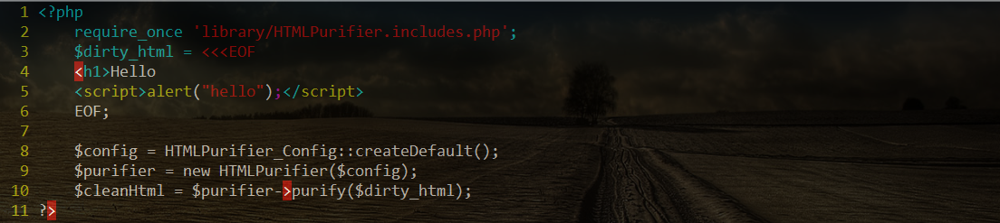 1 <?php
2     require_once 'library/HTMLPurifier.includes.php';
3     $dirty_html = <<<EOF
4     <h1>Hello
5     <script>alert("hello");</script>
6     EOF;
7
8     $config = HTMLPurifier_Config::createDefault();
9     $purifier = new HTMLPurifier($config);
10     $cleanHtml = $purifier->purify($dirty_html);
11 ?>